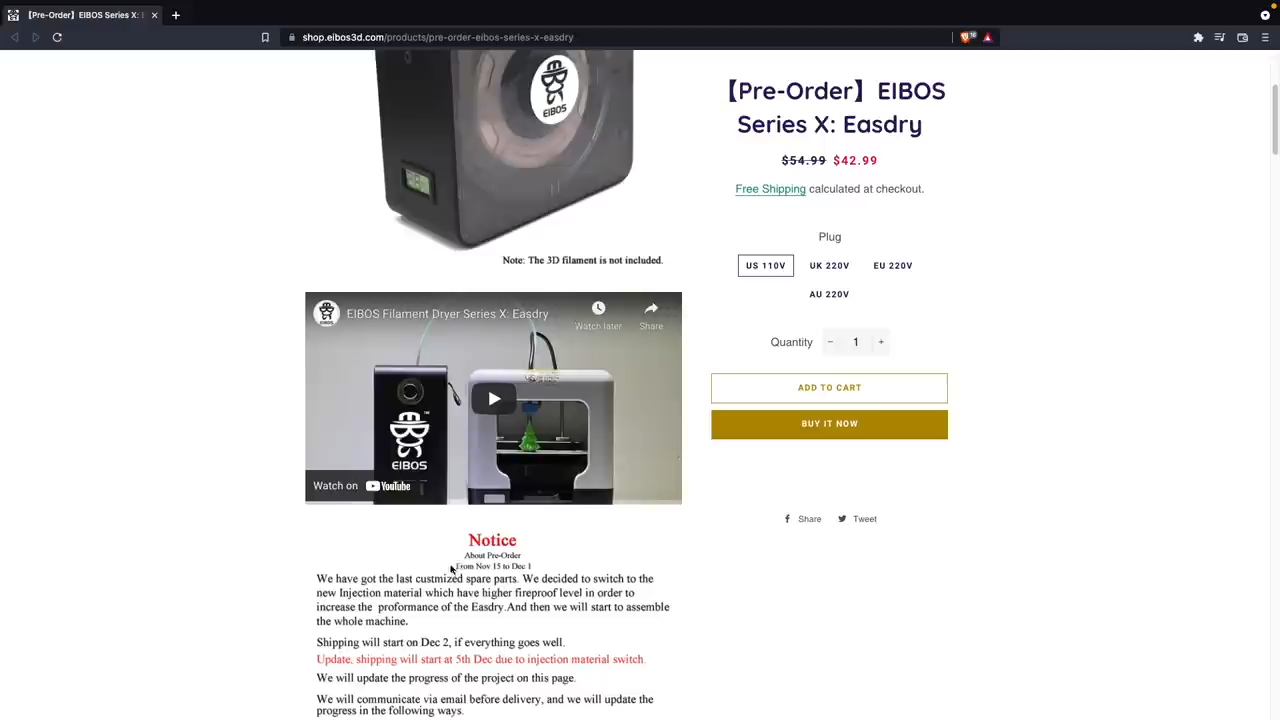 【Pre-Order】EIBOS Series X: 
shop.eibos3d.com/products/pre-order-eibos-series-x-easdry
EIBOS
Note: The 3D filament is not included.
EIBOS Filament Dryer Series X: Easdry
Watch later
Share
EIBOS
Watch on YouTube
Notice
About Pre-Order
From Nov 15 to Dec 1
We have got the last custmized spare parts. We decided to switch to the
new Injection material which have higher fireproof level in order to
increase the proformance of the Easdry.And then we will start to assemble
the whole machine.
Shipping will start on Dec 2, if everything goes well.
Update, shipping will start at 5th Dec due to injection material switch.
We will update the progress of the project on this page.
We will communicate via email before delivery, and we will update the
progress in the following ways.
【Pre-Order】EIBOS
Series X: Easdry
$54.99 $42.99
Free Shipping calculated at checkout.
Plug
US 110V
UK 220V
EU 220V
AU 220V
Quantity − 1 +
ADD TO CART
BUY IT NOW
Share
Tweet